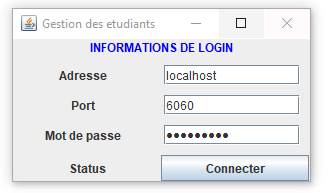 Gestion des etudiants
INFORMATIONS DE LOGIN
Adresse localhost
Port 6060
Mot de passe ●●●●●●●●●
Status Connecter